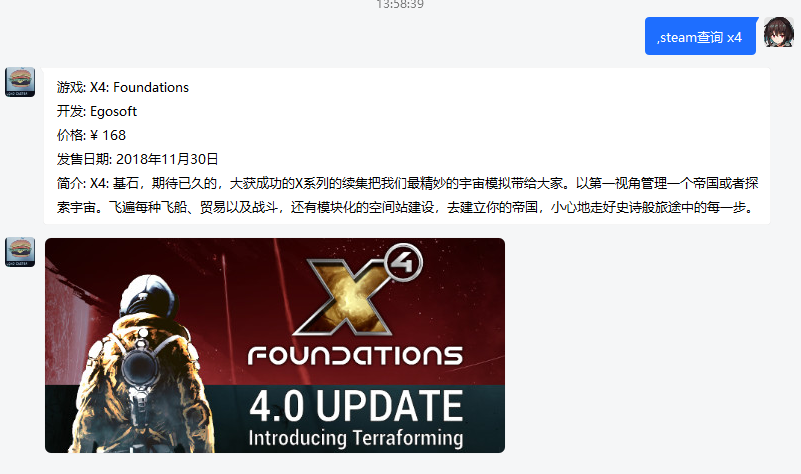 13:58:39
,steam查询 x4
游戏: X4: Foundations
开发: Egosoft
价格: ¥ 168
发售日期: 2018年11月30日
简介: X4: 基石，期待已久的，大获成功的X系列的续集把我们最精妙的宇宙模拟带给大家。以第一视角管理一个帝国或者探
索宇宙。飞遍每种飞船、贸易以及战斗，还有模块化的空间站建设，去建立你的帝国，小心地走好史诗般旅途中的每一步。
X4
FOUNDATIONS
4.0 UPDATE
Introducing Terraforming